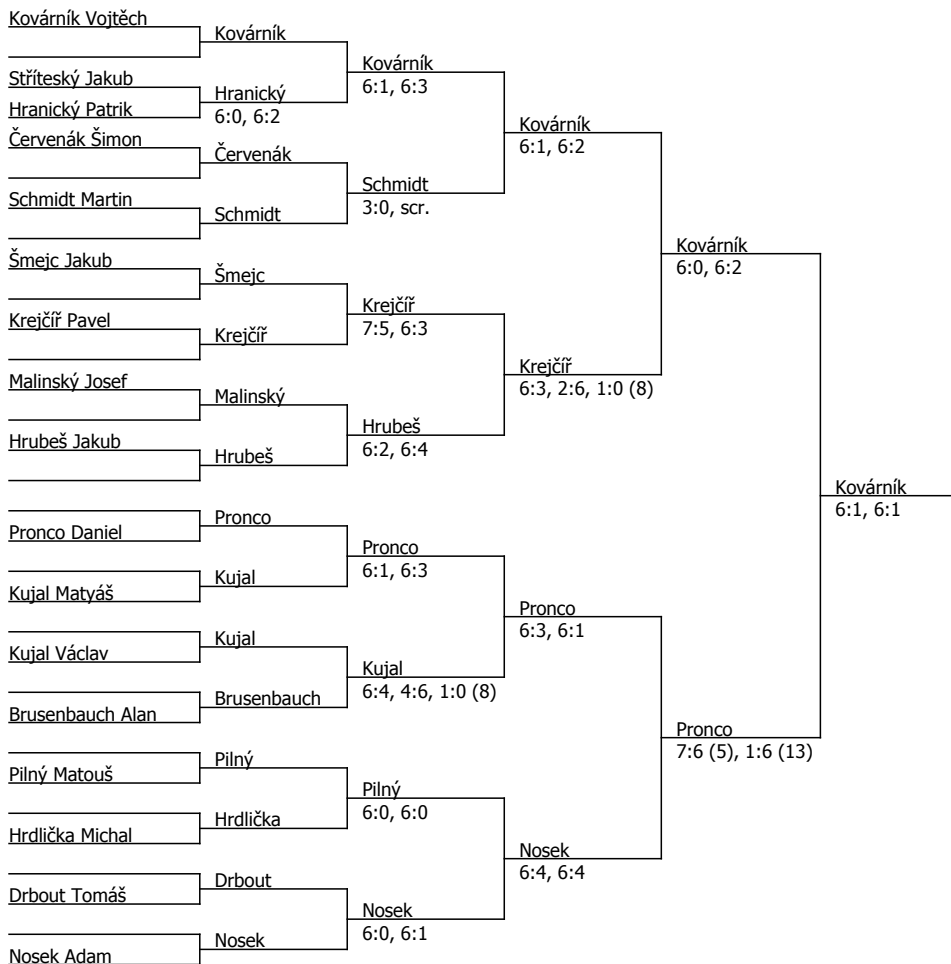 Kovárník Vojtěch
Stříteský Jakub
Hranický Patrik
Červenák Šimon
Schmidt Martin
Šmejc Jakub
Krejčíř Pavel
Malinský Josef
Hrubeš Jakub
Pronco Daniel
Kujal Matyáš
Kujal Václav
Brusenbauch Alan
Pilný Matouš
Hrdlička Michal
Drbout Tomáš
Nosek Adam
Kovárník
Hranický
6:0, 6:2
Červenák
Schmidt
Šmejc
Krejčíř
Malinský
Hrubeš
Pronco
Kujal
Kujal
Brusenbauch
Pilný
Hrdlička
Drbout
Nosek
Kovárník
6:1, 6:3
Schmidt
3:0, scr.
Krejčíř
7:5, 6:3
Hrubeš
6:2, 6:4
Pronco
6:1, 6:3
Kujal
6:4, 4:6, 1:0 (8)
Pilný
6:0, 6:0
Nosek
6:0, 6:1
Kovárník
6:1, 6:2
Krejčíř
6:3, 2:6, 1:0 (8)
Pronco
6:3, 6:1
Nosek
6:4, 6:4
Kovárník
6:0, 6:2
Pronco
7:6 (5), 1:6 (13)
Kovárník
6:1, 6:1